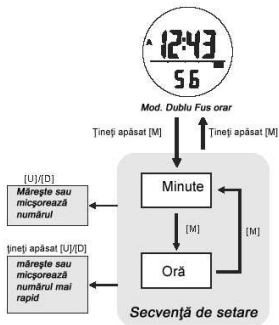 A 12:43
56
Mod. Dublu Fus orar
Ţineţi apăsat [M] Ţineţi apăsat [M]
[U]/[D]
Măreşte sau
micşorează
numărul
Minute
[M]
[M]
ţineţi apăsat [U]/[D]
măreşte sau
micşorează
numărul mai
rapid
Oră
Secvenţă de setare